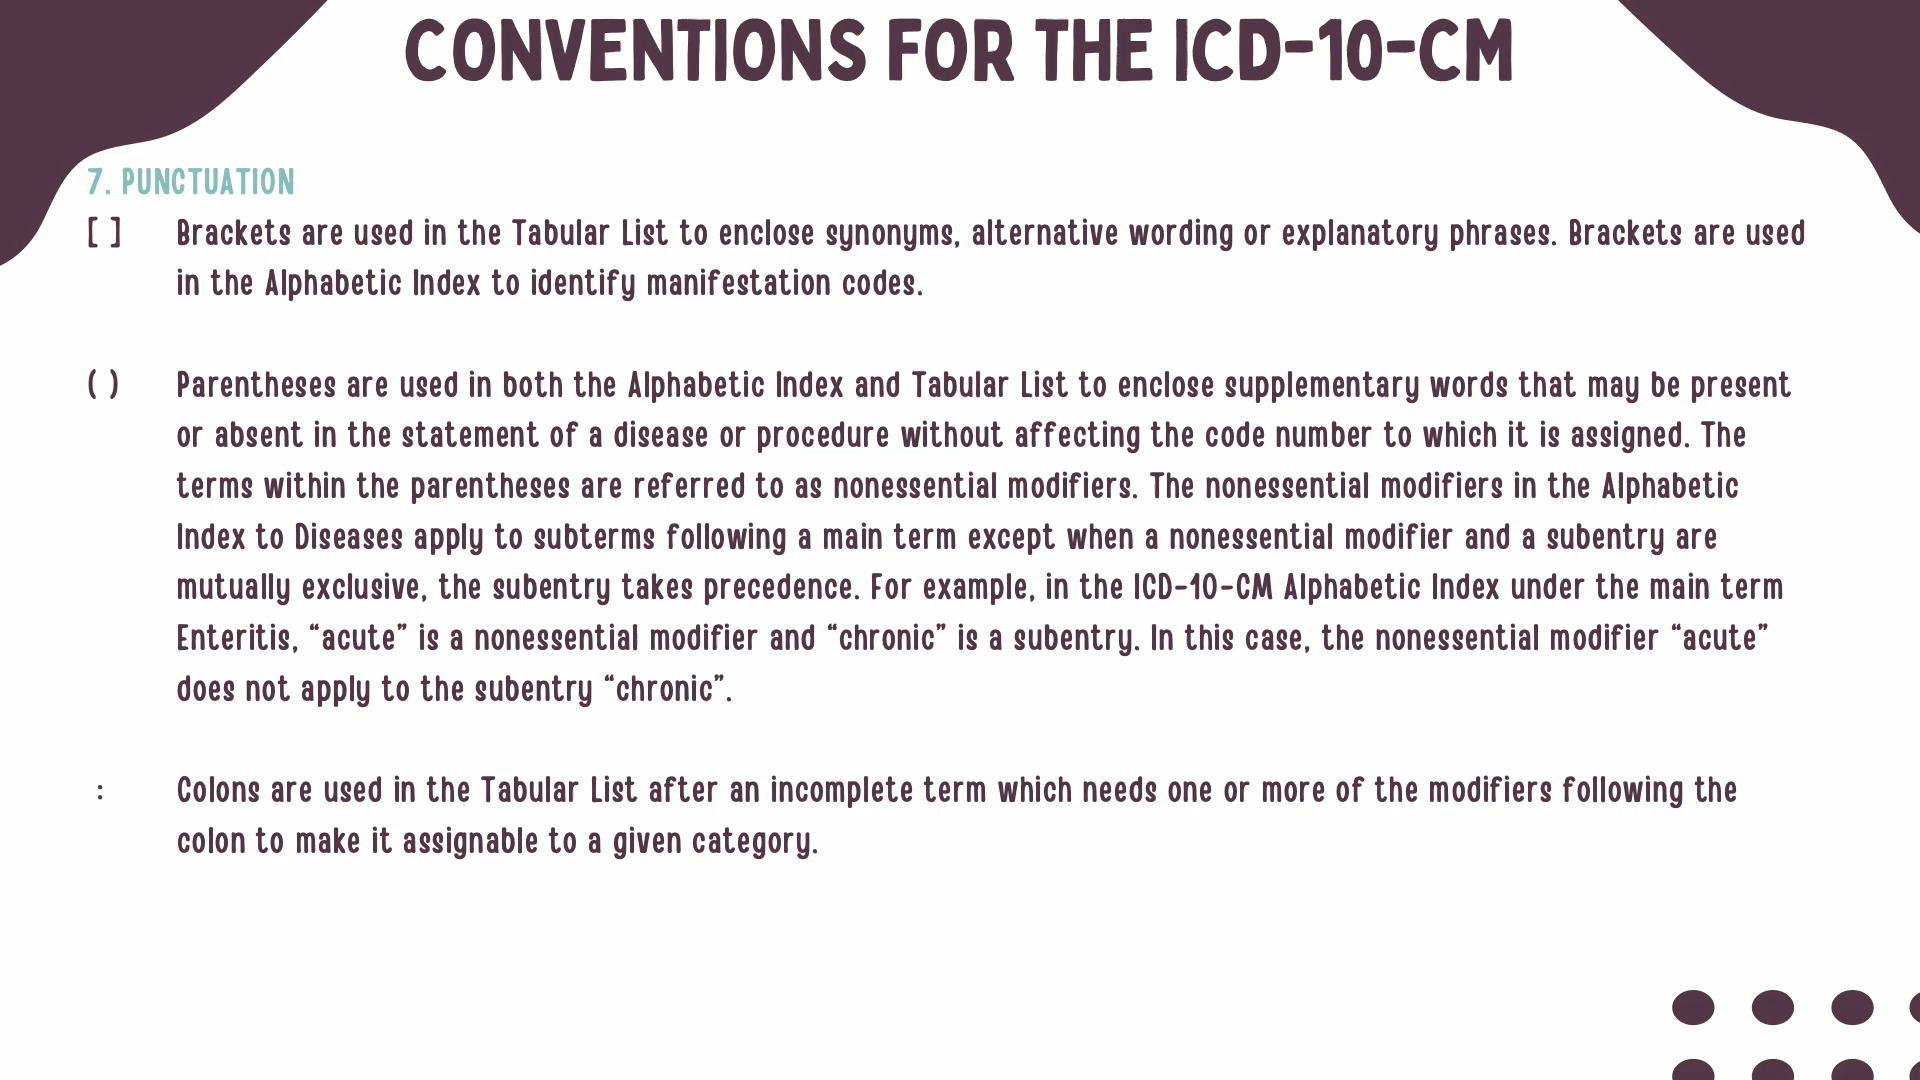 CONVENTIONS FOR THE ICD-10-CM
7. PUNCTUATION
[ ] Brackets are used in the Tabular List to enclose synonyms, alternative wording or explanatory phrases. Brackets are used
in the Alphabetic Index to identify manifestation codes.
( ) Parentheses are used in both the Alphabetic Index and Tabular List to enclose supplementary words that may be present
or absent in the statement of a disease or procedure without affecting the code number to which it is assigned. The
terms within the parentheses are referred to as nonessential modifiers. The nonessential modifiers in the Alphabetic
Index to Diseases apply to subterms following a main term except when a nonessential modifier and a subentry are
mutually exclusive, the subentry takes precedence. For example, in the ICD-10-CM Alphabetic Index under the main term
Enteritis, “acute” is a nonessential modifier and “chronic” is a subentry. In this case, the nonessential modifier “acute”
does not apply to the subentry “chronic”.
: Colons are used in the Tabular List after an incomplete term which needs one or more of the modifiers following the
colon to make it assignable to a given category.